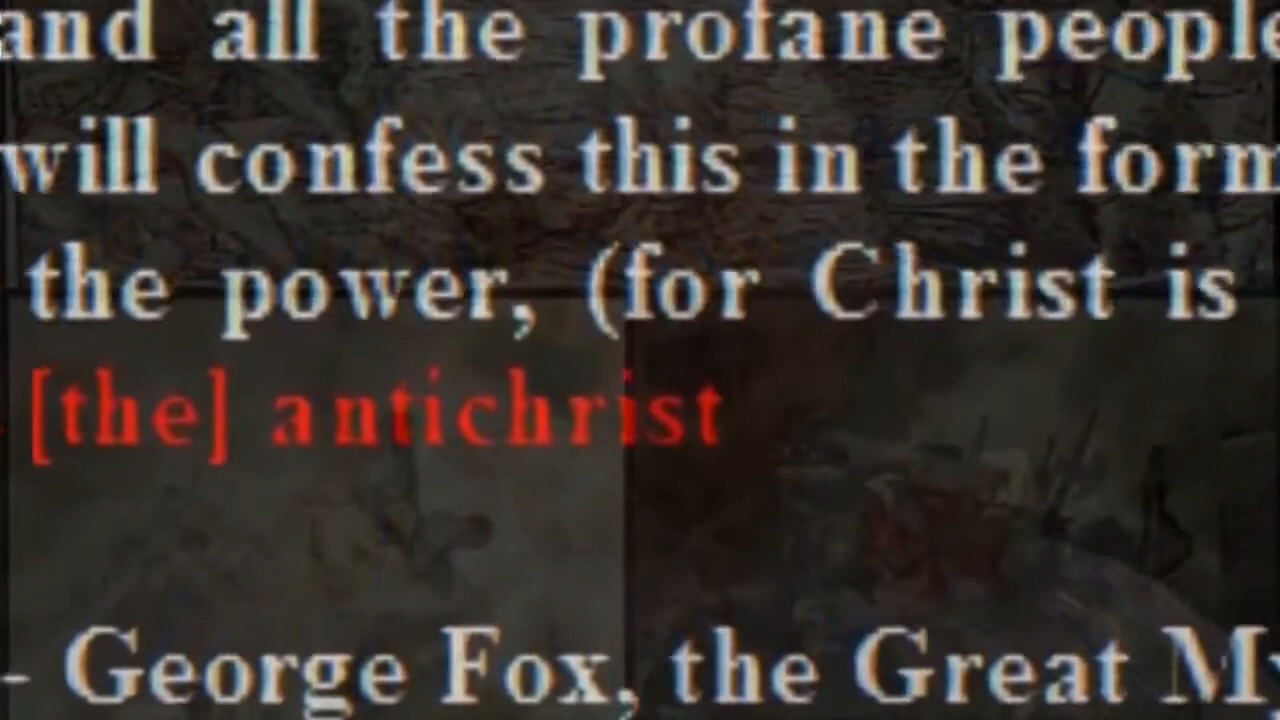 and all the profane people
will confess this in the form
the power, (for Christ is
[the] antichrist
- George Fox, the Great My